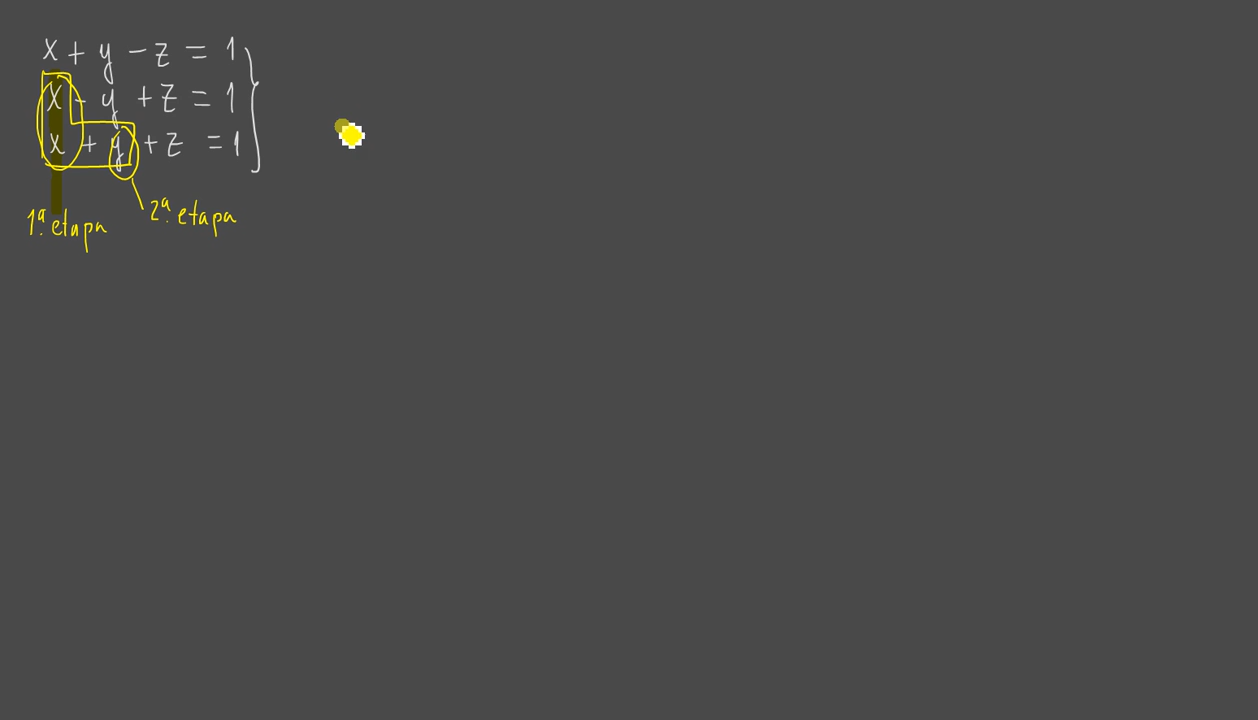 x + y - z = 1
x - y + z = 1
x + y + z = 1
1ª. etapa
2ª. etapa